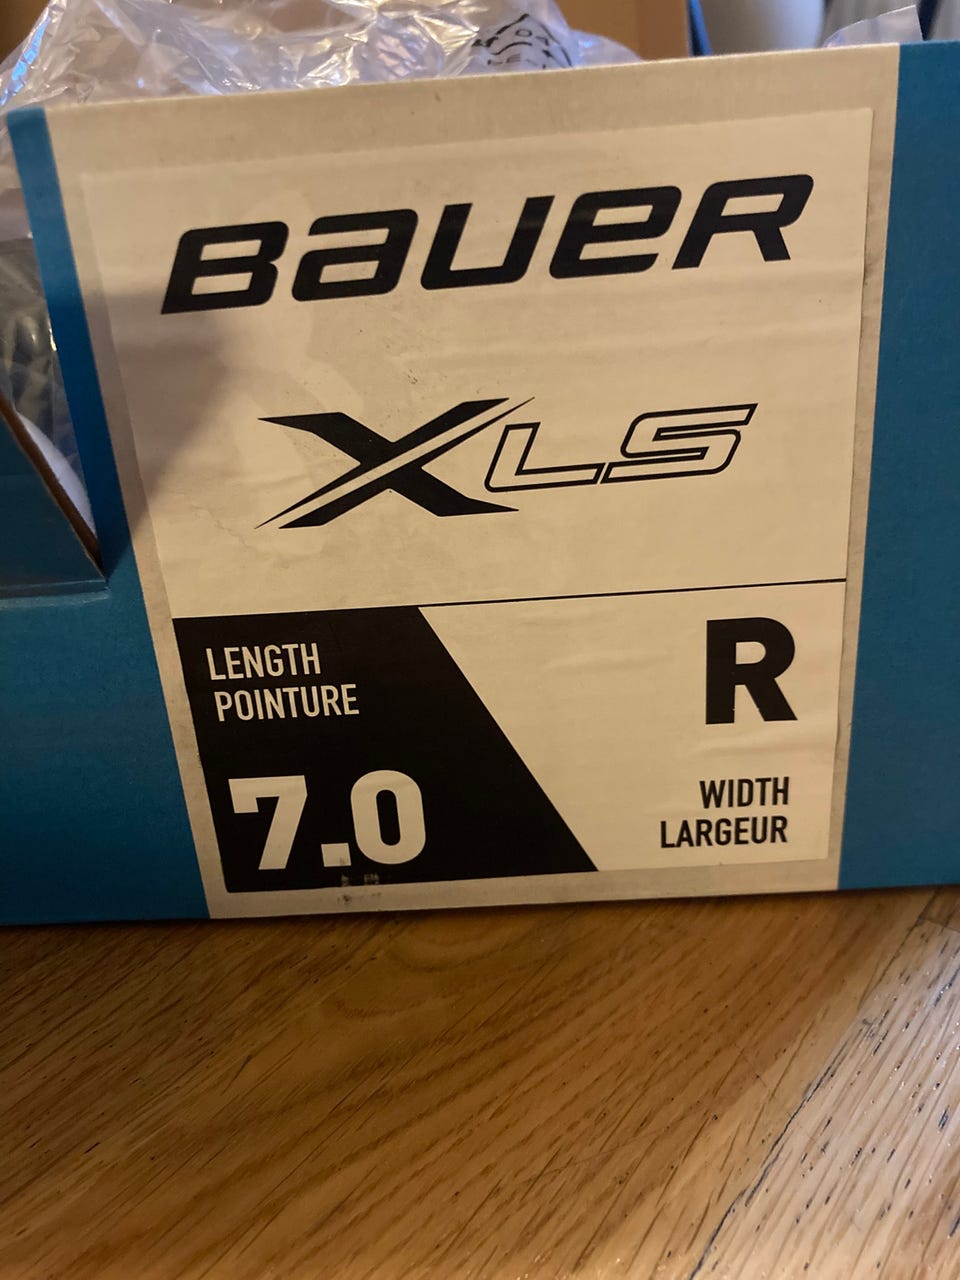 BAUER
XLS
LENGTH
POINTURE
7.0
R
WIDTH
LARGEUR